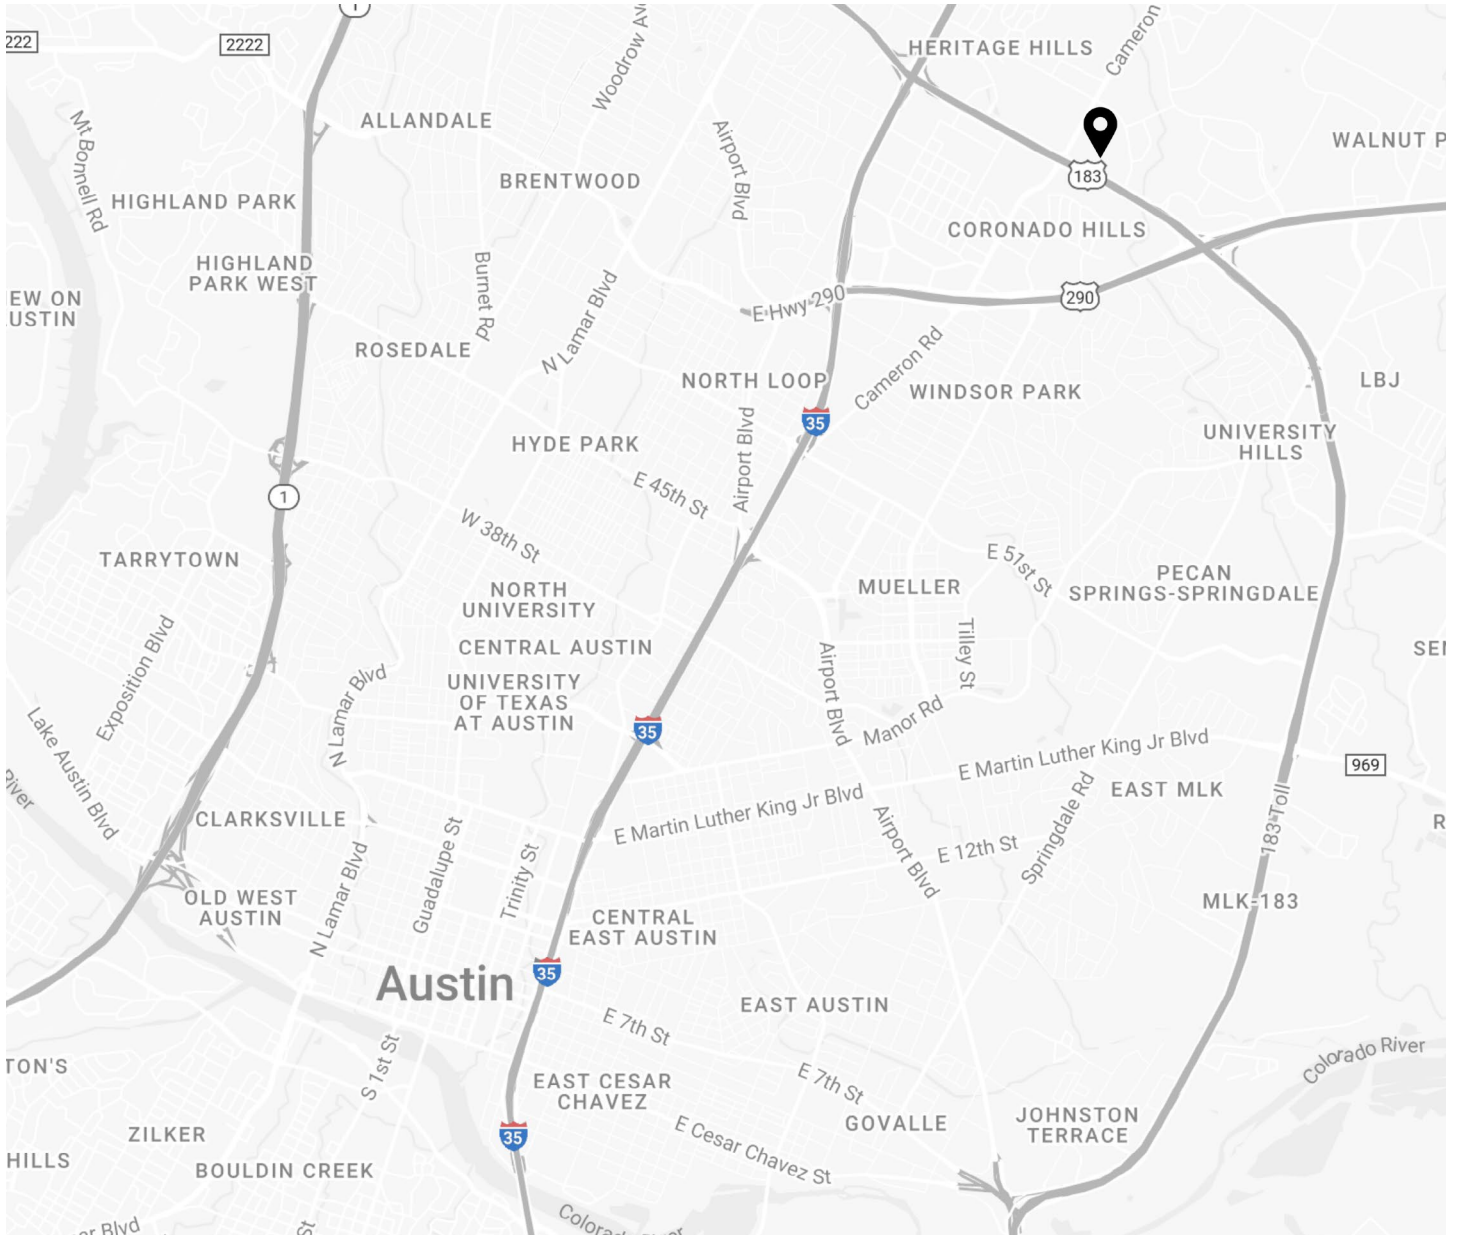 1
222
2222
Woodrow Av
HERITAGE HILLS
Cameron
Mt Bonnell Rd
ALLANDALE
Airport Blvd
WALNUT P
BRENTWOOD
183
HIGHLAND PARK
CORONADO HILLS
HIGHLAND
PARK WEST
Burnet Rd
N Lamar Blvd
E Hwy 290
290
EW ON
USTIN
ROSEDALE
NORTH LOOP
Cameron Rd
WINDSOR PARK
LBJ
35
HYDE PARK
Airport Blvd
UNIVERSITY
HILLS
E 45th St
1
W 38th St
TARRYTOWN
E 51st St
PECAN
SPRINGS-SPRINGDALE
MUELLER
NORTH
UNIVERSITY
CENTRAL AUSTIN
Tilley St
SE
Exposition Blvd
N Lamar Blvd
UNIVERSITY
OF TEXAS
AT AUSTIN
Airport Blvd
Manor Rd
35
Lake Austin Blvd
E Martin Luther King Jr Blvd
969
River
EAST MLK
E Martin Luther King Jr Blvd
CLARKSVILLE
Springdale Rd
183 Toll
R
Guadalupe St
Trinity St
Airport Blvd
E 12th St
N Lamar Blvd
OLD WEST
AUSTIN
MLK-183
CENTRAL
EAST AUSTIN
Austin
35
EAST AUSTIN
E 7th St
Colorado River
S 1st St
TON'S
EAST CESAR
CHAVEZ
E 7th St
GOVALLE
JOHNSTON
TERRACE
ZILKER
35
E Cesar Chavez St
HILLS
BOULDIN CREEK
ar Blvd
St